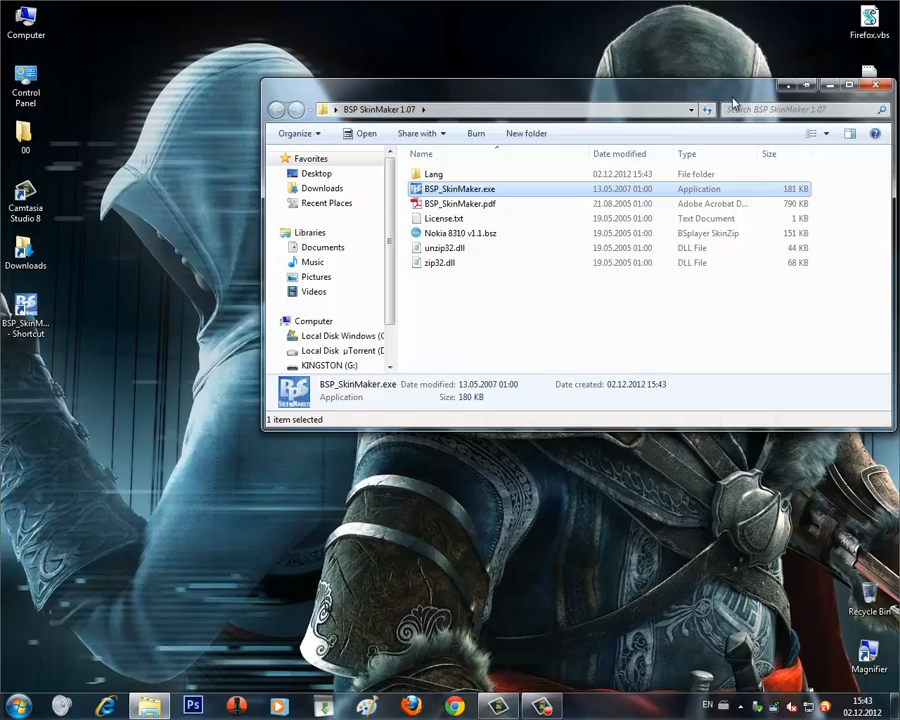 Computer
Firefox.vbs
Control
Panel
00
Camtasia
Studio 8
Downloads
BSP_SkinM...
- Shortcut
BSP SkinMaker 1.07
Search BSP SkinMaker 1.07
Organize
Open
Share with
Burn
New folder
Name
Date modified
Type
Size
Favorites
Desktop
Downloads
Recent Places
Libraries
Documents
Music
Pictures
Videos
Computer
Local Disk Windows (C
Local Disk µTorrent (D
KINGSTON (G:)
Lang 02.12.2012 15:43 File folder
BSP_SkinMaker.exe 13.05.2007 01:00 Application 181 KB
BSP_SkinMaker.pdf 21.08.2005 01:00 Adobe Acrobat D... 790 KB
License.txt 19.05.2005 01:00 Text Document 1 KB
Nokia 8310 v1.1.bsz 19.05.2005 01:00 BSplayer SkinZip 151 KB
unzip32.dll 19.05.2005 01:00 DLL File 44 KB
zip32.dll 19.05.2005 01:00 DLL File 68 KB
BSP_SkinMaker.exe Date modified: 13.05.2007 01:00 Date created: 02.12.2012 15:43
Application Size: 180 KB
1 item selected
Recycle Bin
Magnifier
EN
15:43
02.12.2012